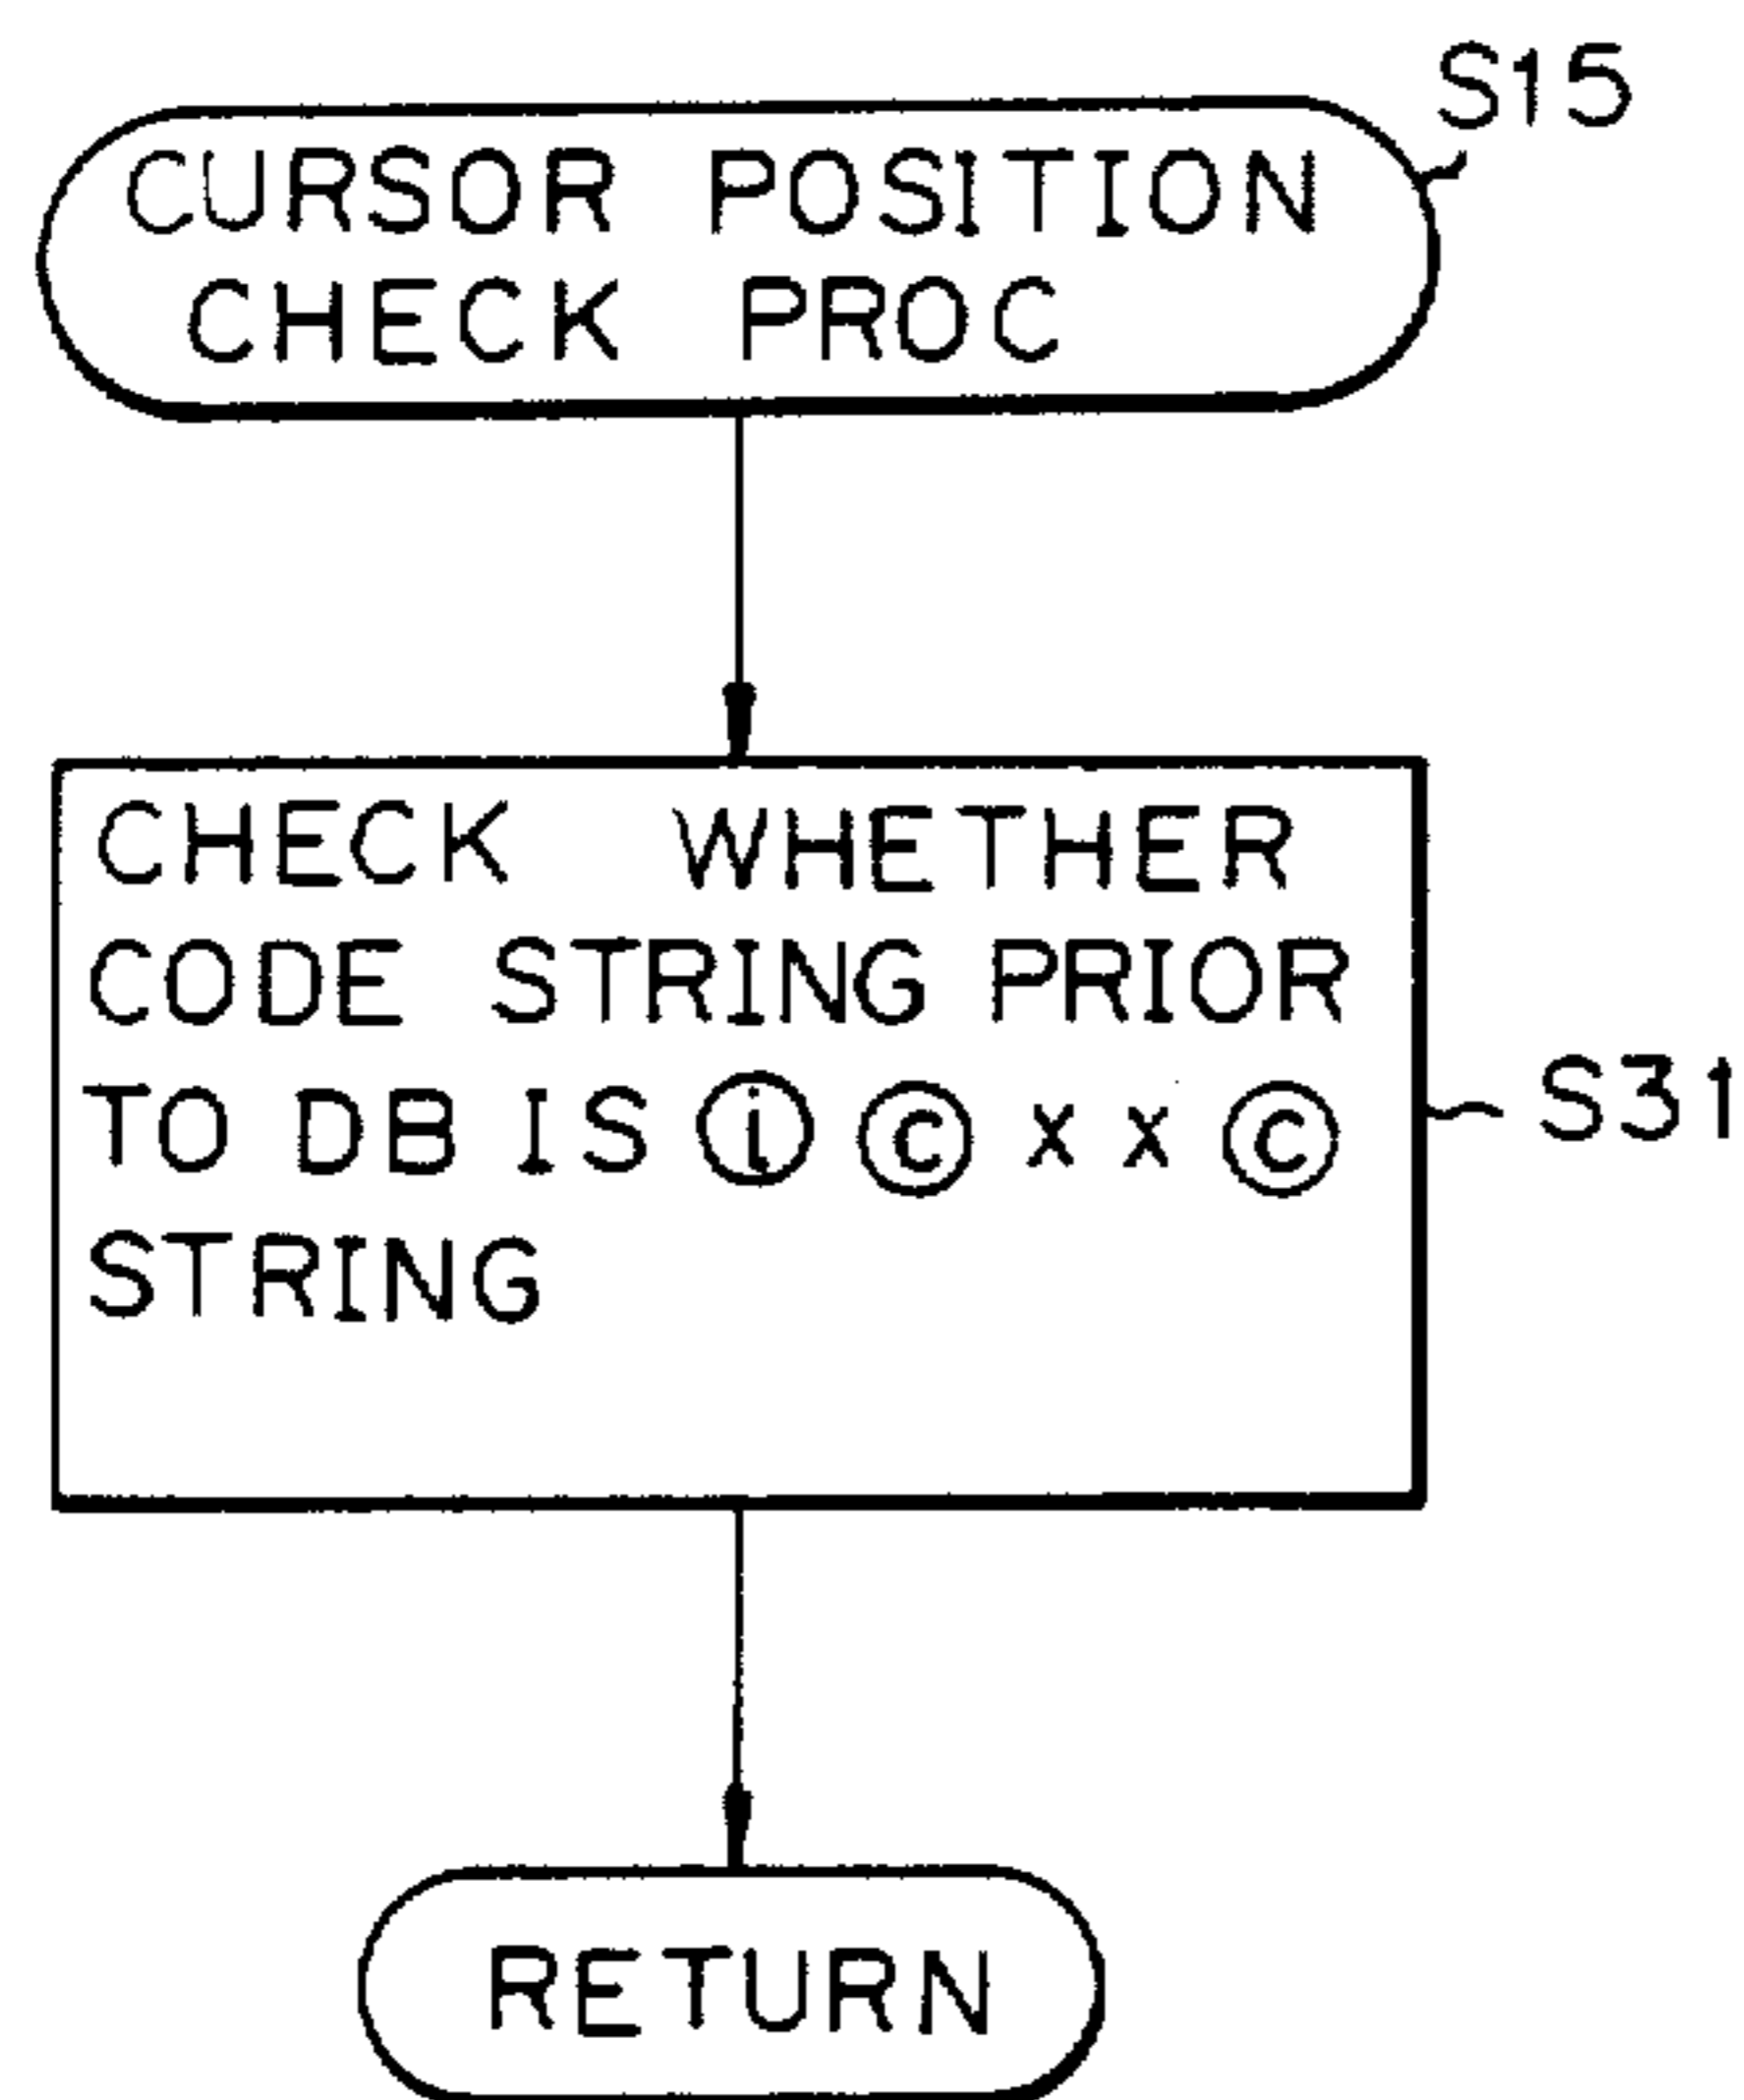 S15
CURSOR POSITION
CHECK PROC
CHECK WHETHER
CODE STRING PRIOR
TO DB IS ⓘ ⓒ x x ⓒ
STRING
S31
RETURN